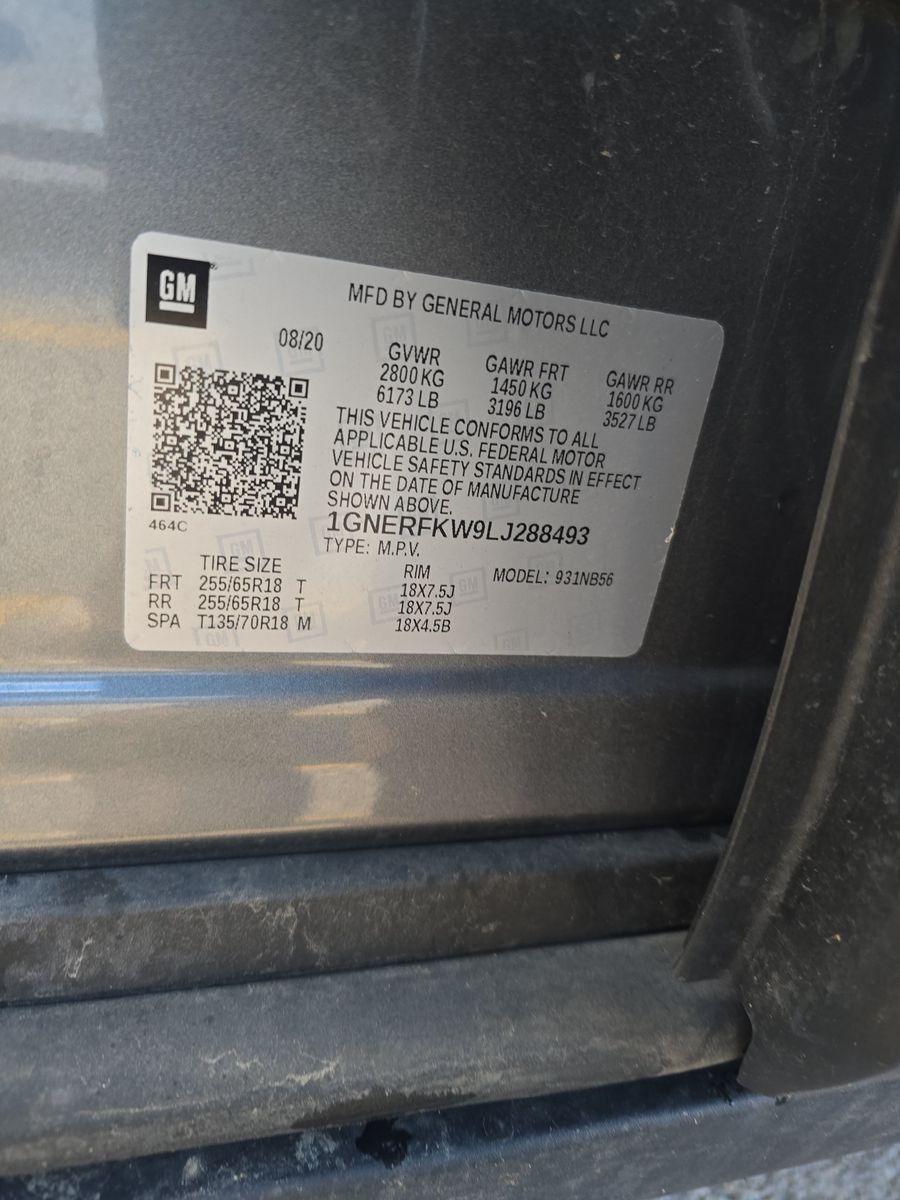 GM
MFD BY GENERAL MOTORS LLC
08/20
GVWR GAWR FRT GAWR RR
2800 KG 1450 KG 1600 KG
6173 LB 3196 LB 3527 LB
THIS VEHICLE CONFORMS TO ALL
APPLICABLE U.S. FEDERAL MOTOR
VEHICLE SAFETY STANDARDS IN EFFECT
ON THE DATE OF MANUFACTURE
SHOWN ABOVE.
1GNERFKW9LJ288493
TYPE: M.P.V.
464C
TIRE SIZE RIM MODEL: 931NB56
FRT 255/65R18 T 18X7.5J
RR 255/65R18 T 18X7.5J
SPA T135/70R18 M 18X4.5B